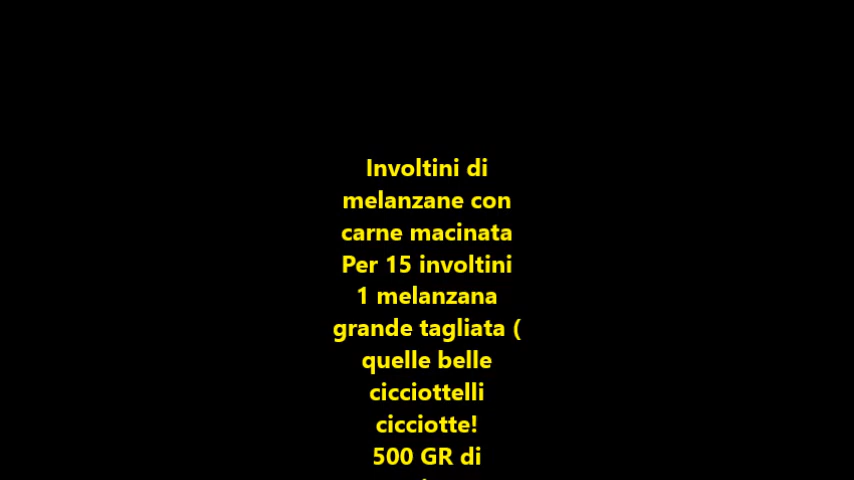 Involtini di
melanzane con
carne macinata
Per 15 involtini
1 melanzana
grande tagliata (
quelle belle
cicciottelli
cicciotte!
500 GR di